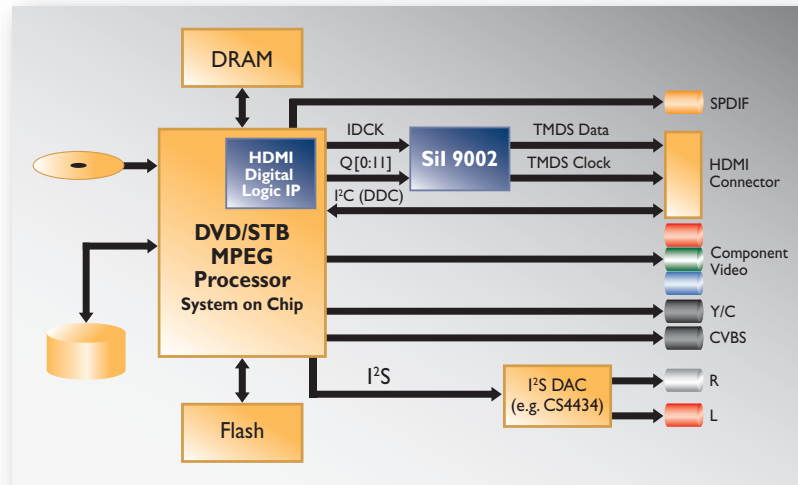 DRAM
SPDIF
IDCK
TMDS Data
HDMI
Digital
Logic IP
SiI 9002
HDMI
Connector
Q[0:11]
TMDS Clock
I²C (DDC)
DVD/STB
MPEG
Processor
System on Chip
Component
Video
Y/C
CVBS
I²S
I²S DAC
(e.g. CS4434)
R
L
Flash